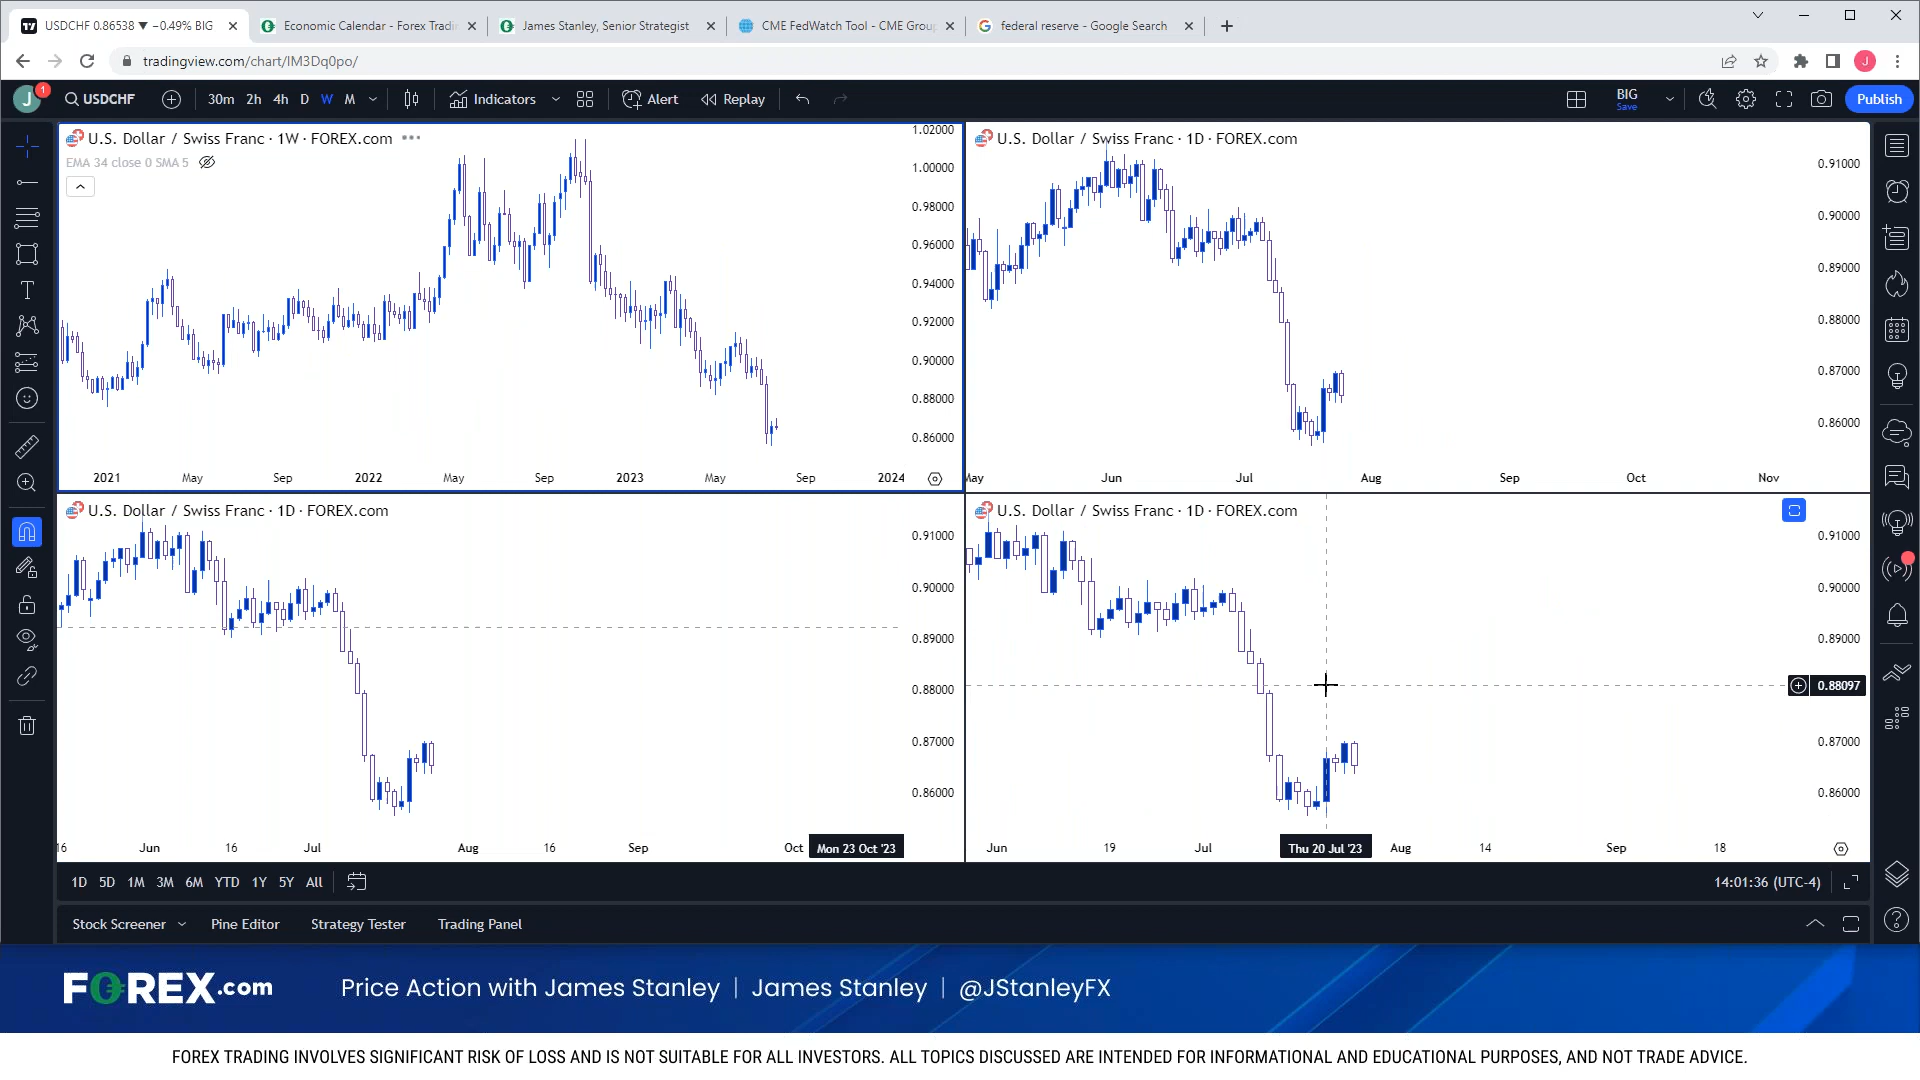 USDCHF 0.86538 ▼ −0.49% BIG
Economic Calendar - Forex Tradin
James Stanley, Senior Strategist
CME FedWatch Tool - CME Group
federal reserve - Google Search
tradingview.com/chart/IM3Dq0po/
J
J 1 USDCHF 30m 2h 4h D W M Indicators Alert Replay BIG Save Publish
U.S. Dollar / Swiss Franc · 1W · FOREX.com
EMA 34 close 0 SMA 5
1.02000
1.00000
0.98000
0.96000
0.94000
0.92000
0.90000
0.88000
0.86000
2021 May Sep 2022 May Sep 2023 May Sep 2024
U.S. Dollar / Swiss Franc · 1D · FOREX.com
0.91000
0.90000
0.89000
0.88000
0.87000
0.86000
May Jun Jul Aug Sep Oct Nov
U.S. Dollar / Swiss Franc · 1D · FOREX.com
0.91000
0.90000
0.89000
0.88000
0.87000
0.86000
16 Jun 16 Jul Aug 16 Sep Oct Mon 23 Oct '23
U.S. Dollar / Swiss Franc · 1D · FOREX.com
0.91000
0.90000
0.89000
0.88097
0.87000
0.86000
Jun 19 Jul Thu 20 Jul '23 Aug 14 Sep 18
1D 5D 1M 3M 6M YTD 1Y 5Y All
14:01:36 (UTC-4)
Stock Screener Pine Editor Strategy Tester Trading Panel
FOREX.com
Price Action with James Stanley | James Stanley | @JStanleyFX
FOREX TRADING INVOLVES SIGNIFICANT RISK OF LOSS AND IS NOT SUITABLE FOR ALL INVESTORS. ALL TOPICS DISCUSSED ARE INTENDED FOR INFORMATIONAL AND EDUCATIONAL PURPOSES, AND NOT TRADE ADVICE.